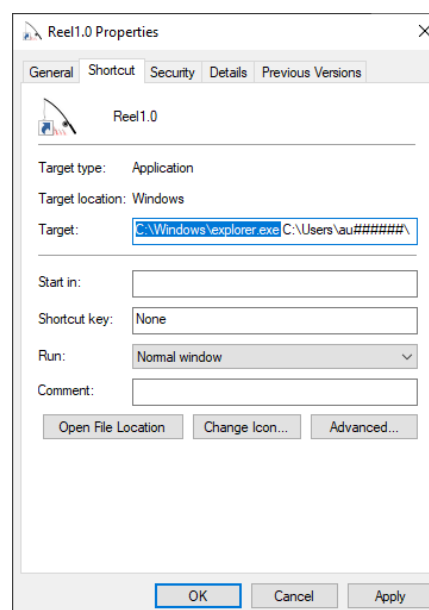 Reel1.0 Properties
General Shortcut Security Details Previous Versions
Reel1.0
Target type: Application
Target location: Windows
Target: C:\Windows\explorer.exe C:\Users\au######\
Start in:
Shortcut key: None
Run: Normal window
Comment:
Open File Location Change Icon... Advanced...
OK Cancel Apply